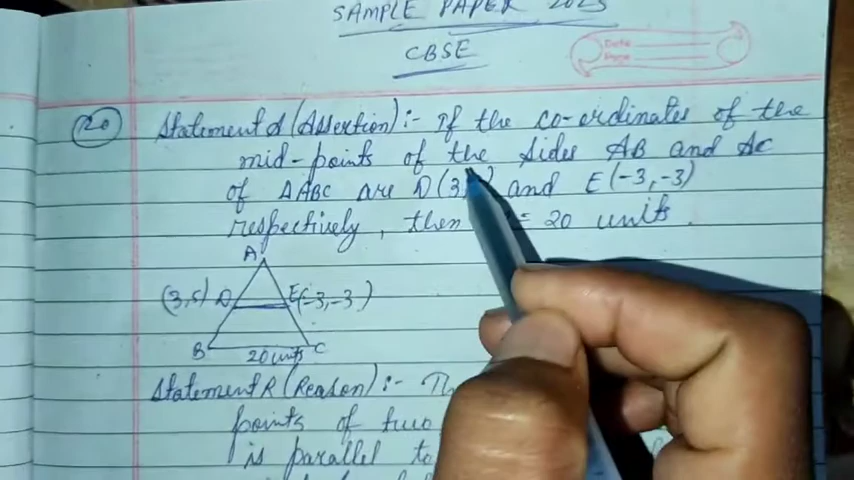 SAMPLE PAPER 2023
CBSE
Date
Page
20 Statement A (Assertion) :- If the co-ordinates of the
mid-points of the sides AB and AC
of ΔABC are D(3, and E(-3,-3)
respectively, then = 20 units.
A
(3,5) D E(-3,-3)
B 20 units C
Statement R (Reason) :-
points of two
is parallel to